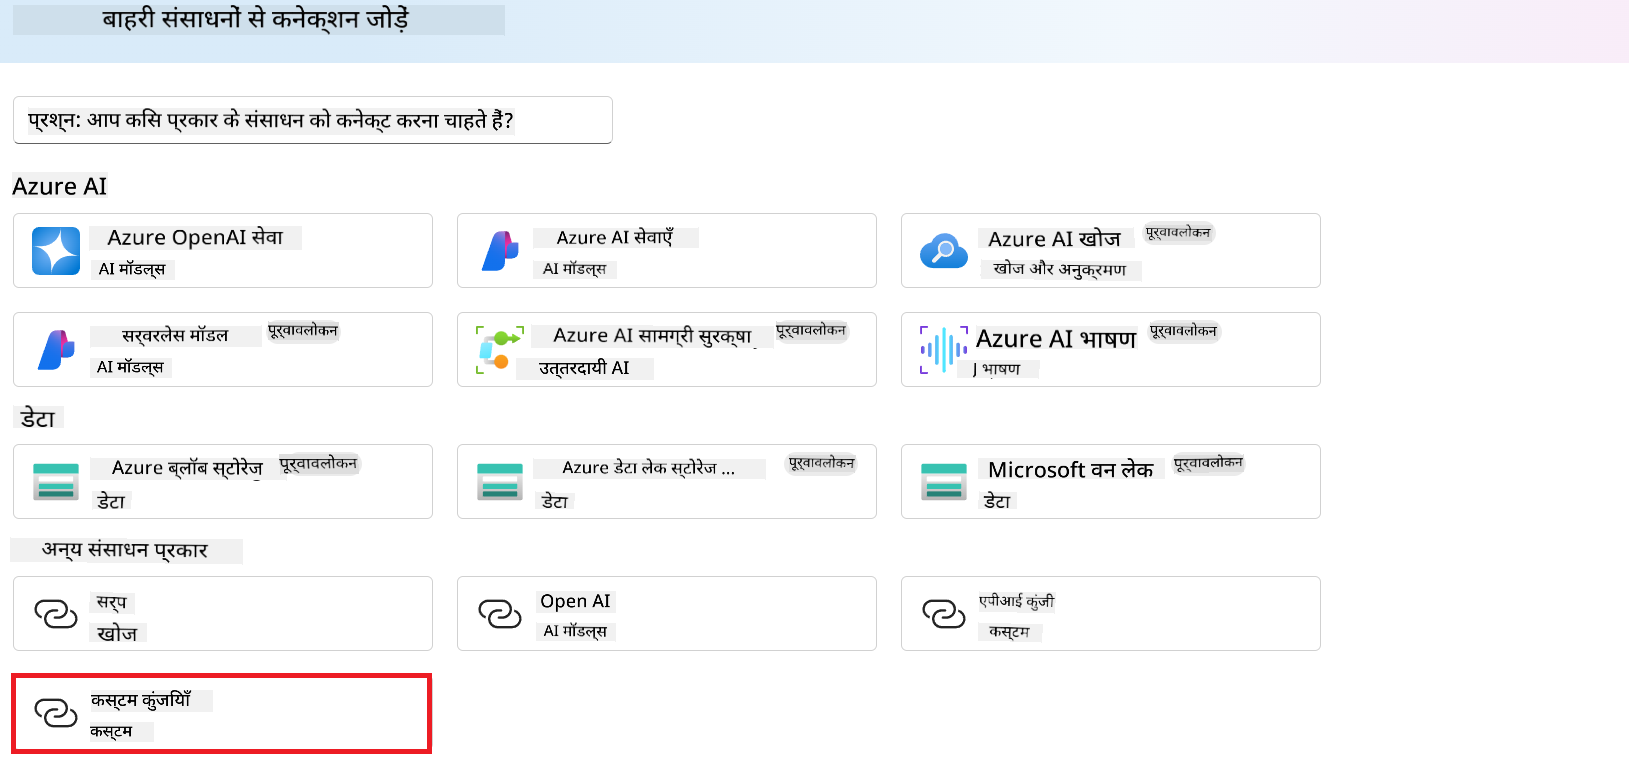 बाहरी संसाधनों से कनेक्शन जोड़ें
प्रश्न: आप किस प्रकार के संसाधन को कनेक्ट करना चाहते हैं?
Azure AI
Azure OpenAI सेवा
AI मॉडल्स
Azure AI सेवाएँ
AI मॉडल्स
Azure AI खोज पूर्वावलोकन
खोज और अनुक्रमण
सर्वरलेस मॉडल पूर्वावलोकन
AI मॉडल्स
Azure AI सामग्री सुरक्षा पूर्वावलोकन
उत्तरदायी AI
Azure AI भाषण पूर्वावलोकन
भाषण
डेटा
Azure ब्लॉब स्टोरेज पूर्वावलोकन
डेटा
Azure डेटा लेक स्टोरेज ... पूर्वावलोकन
डेटा
Microsoft वन लेक पूर्वावलोकन
डेटा
अन्य संसाधन प्रकार
सर्प
खोज
Open AI
AI मॉडल्स
एपीआई कुंजी
कस्टम
कस्टम कुंजियाँ
कस्टम